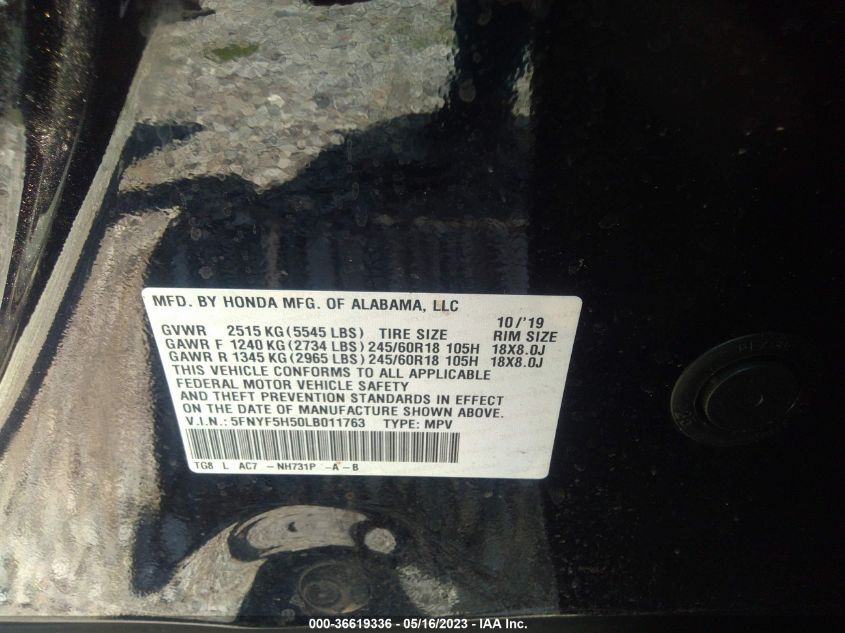 MFD. BY HONDA MFG. OF ALABAMA, LLC
10/'19
GVWR 2515 KG (5545 LBS) TIRE SIZE RIM SIZE
GAWR F 1240 KG (2734 LBS) 245/60R18 105H 18X8.0J
GAWR R 1345 KG (2965 LBS) 245/60R18 105H 18X8.0J
THIS VEHICLE CONFORMS TO ALL APPLICABLE
FEDERAL MOTOR VEHICLE SAFETY
AND THEFT PREVENTION STANDARDS IN EFFECT
ON THE DATE OF MANUFACTURE SHOWN ABOVE.
V.I.N.: 5FNYF5H50LB011763 TYPE: MPV
TG8 L AC7 -NH731P -A-B
000-36619336 - 05/16/2023 - IAA Inc.